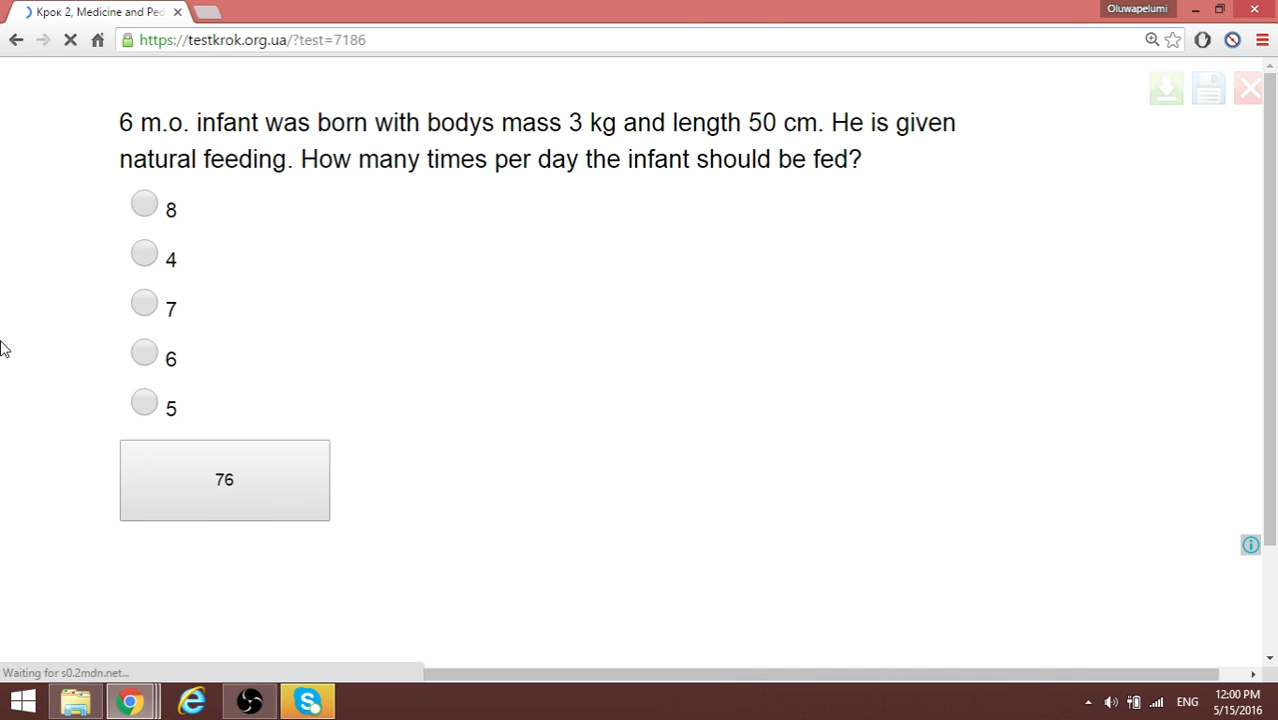 Крок 2, Medicine and Ped
Oluwapelumi
https://testkrok.org.ua/?test=7186
6 m.o. infant was born with bodys mass 3 kg and length 50 cm. He is given
natural feeding. How many times per day the infant should be fed?
8
4
7
6
5
76
Waiting for s0.2mdn.net...
ENG
12:00 PM
5/15/2016